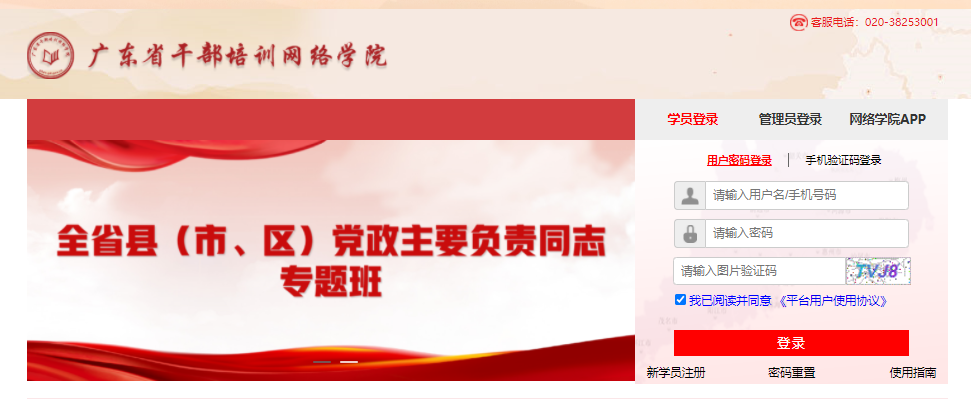 客服电话：020-38253001
广东省干部培训网络学院
学员登录 管理员登录 网络学院APP
用户密码登录 | 手机验证码登录
请输入用户名/手机号码
全省县（市、区）党政主要负责同志
专题班
请输入密码
请输入图片验证码 TVJ8
我已阅读并同意 《平台用户使用协议》
登录
新学员注册 密码重置 使用指南